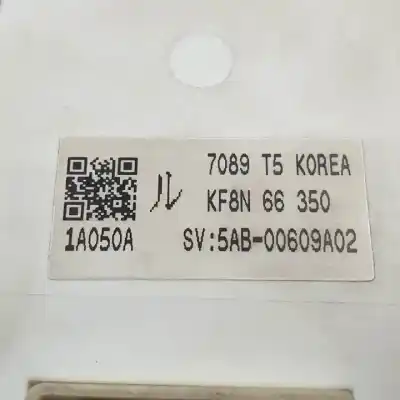 7089 T5 KOREA
ル KF8N 66 350
1A050A SV:5AB-00609A02